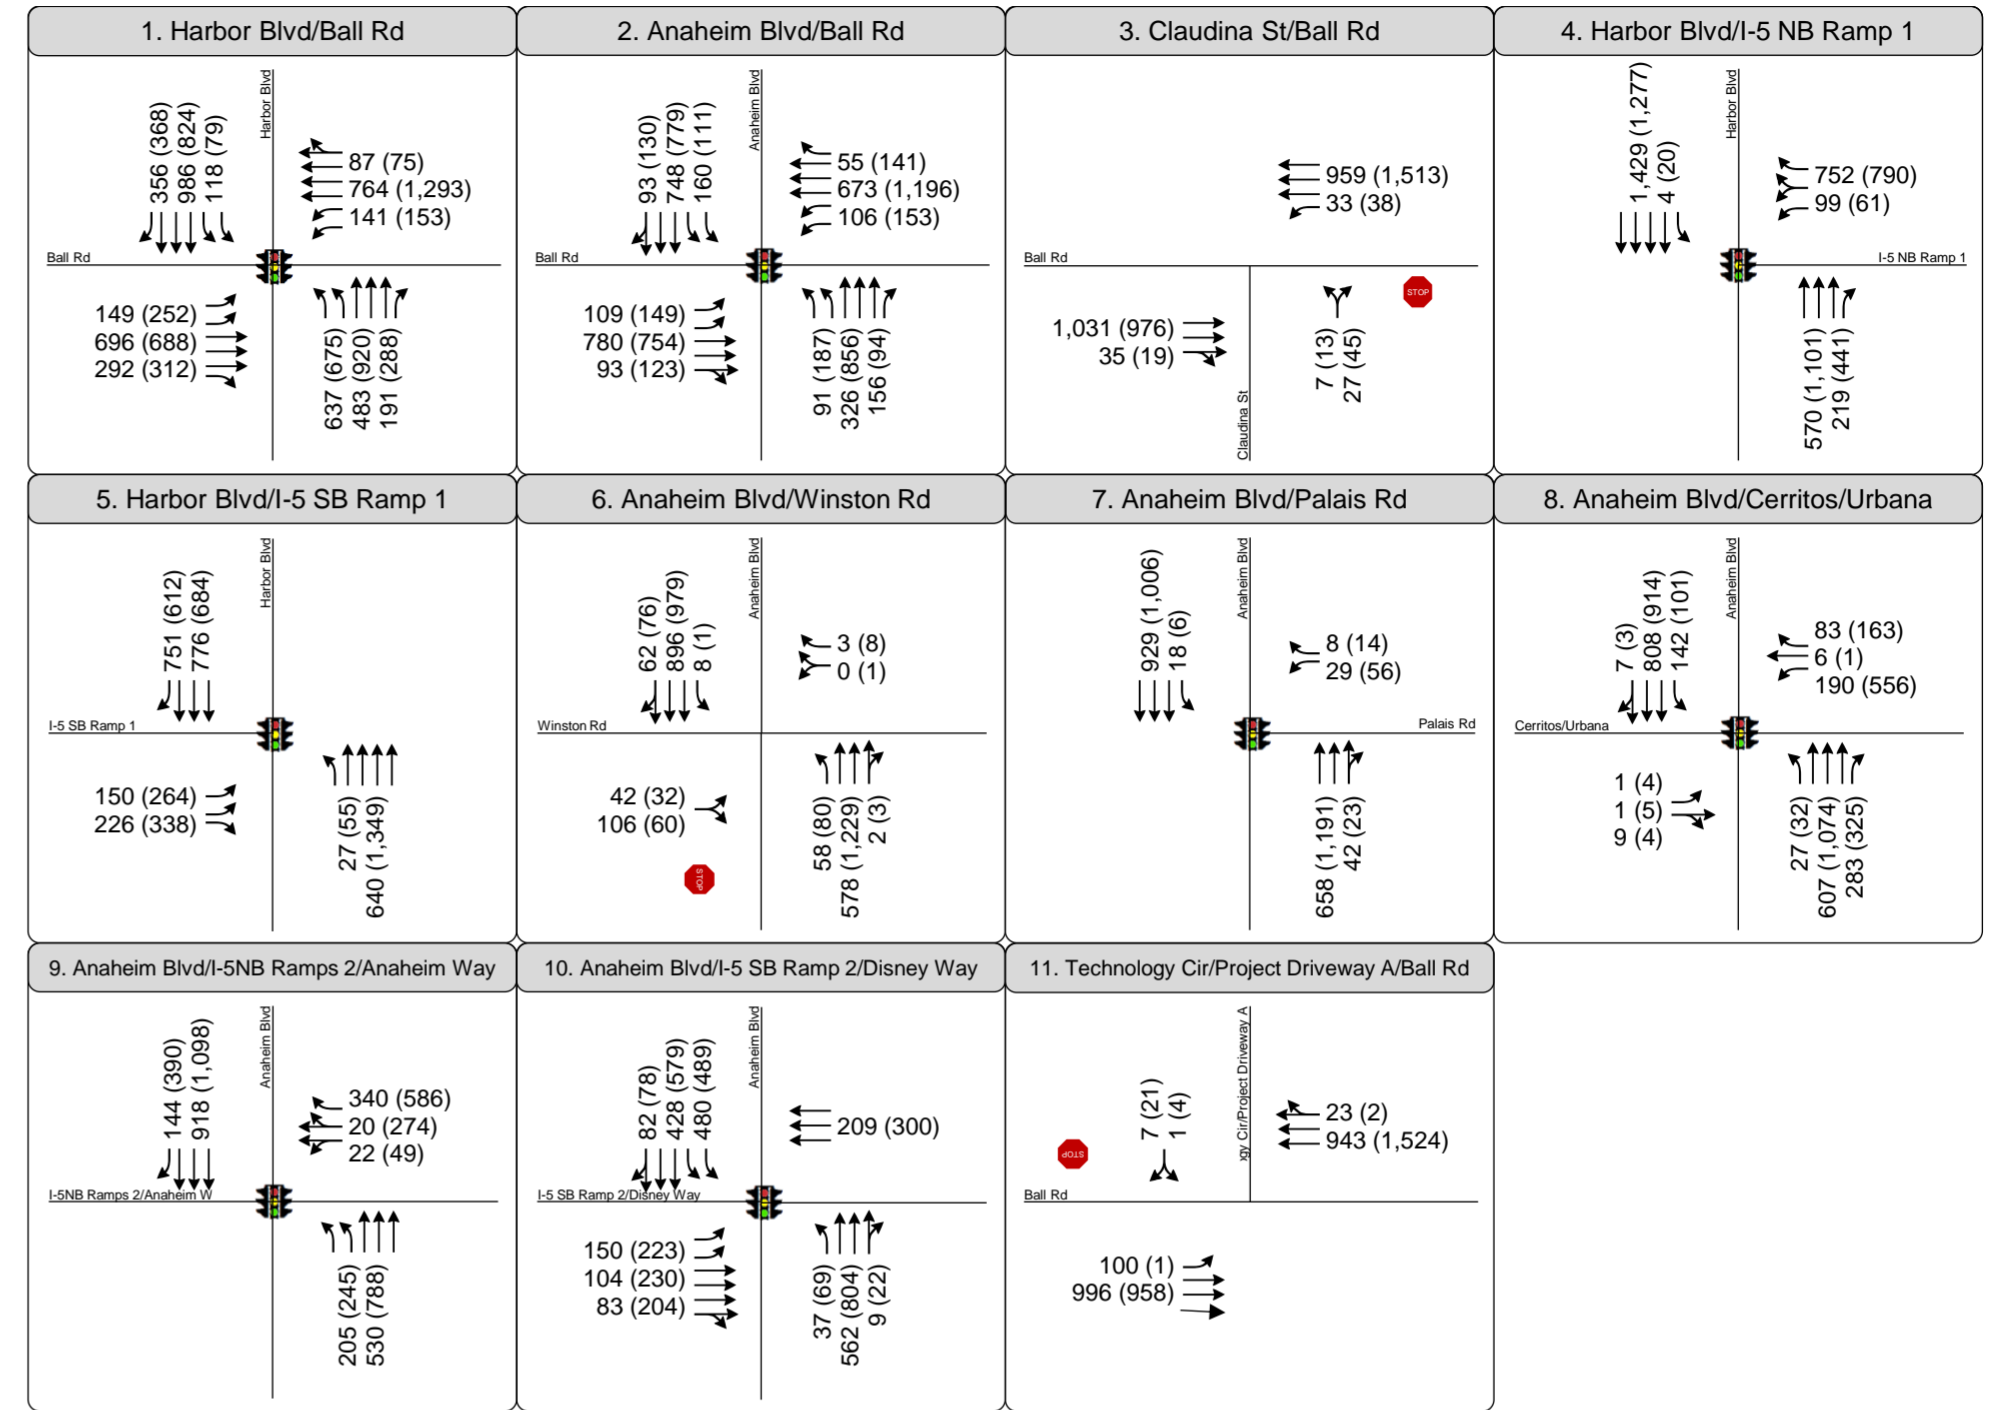 1. Harbor Blvd/Ball Rd
Harbor Blvd
356 (368)
986 (824)
118 (79)
87 (75)
764 (1,293)
141 (153)
Ball Rd
149 (252)
696 (688)
292 (312)
637 (675)
483 (920)
191 (288)
2. Anaheim Blvd/Ball Rd
Anaheim Blvd
93 (130)
748 (779)
160 (111)
55 (141)
673 (1,196)
106 (153)
Ball Rd
109 (149)
780 (754)
93 (123)
91 (187)
326 (856)
156 (94)
3. Claudina St/Ball Rd
959 (1,513)
33 (38)
Ball Rd
STOP
1,031 (976)
35 (19)
Claudina St
7 (13)
27 (45)
4. Harbor Blvd/I-5 NB Ramp 1
Harbor Blvd
1,429 (1,277)
4 (20)
752 (790)
99 (61)
I-5 NB Ramp 1
570 (1,101)
219 (441)
5. Harbor Blvd/I-5 SB Ramp 1
Harbor Blvd
751 (612)
776 (684)
I-5 SB Ramp 1
150 (264)
226 (338)
27 (55)
640 (1,349)
6. Anaheim Blvd/Winston Rd
Anaheim Blvd
62 (76)
896 (979)
8 (1)
3 (8)
0 (1)
Winston Rd
42 (32)
106 (60)
STOP
58 (80)
578 (1,229)
2 (3)
7. Anaheim Blvd/Palais Rd
Anaheim Blvd
929 (1,006)
18 (6)
8 (14)
29 (56)
Palais Rd
658 (1,191)
42 (23)
8. Anaheim Blvd/Cerritos/Urbana
Anaheim Blvd
7 (3)
808 (914)
142 (101)
83 (163)
6 (1)
190 (556)
Cerritos/Urbana
1 (4)
1 (5)
9 (4)
27 (32)
607 (1,074)
283 (325)
9. Anaheim Blvd/I-5NB Ramps 2/Anaheim Way
Anaheim Blvd
144 (390)
918 (1,098)
340 (586)
20 (274)
22 (49)
I-5NB Ramps 2/Anaheim W
205 (245)
530 (788)
10. Anaheim Blvd/I-5 SB Ramp 2/Disney Way
Anaheim Blvd
82 (78)
428 (579)
480 (489)
209 (300)
I-5 SB Ramp 2/Disney Way
150 (223)
104 (230)
83 (204)
37 (69)
562 (804)
9 (22)
11. Technology Cir/Project Driveway A/Ball Rd
gy Cir/Project Driveway A
7 (21)
1 (4)
23 (2)
943 (1,524)
STOP
Ball Rd
100 (1)
996 (958)